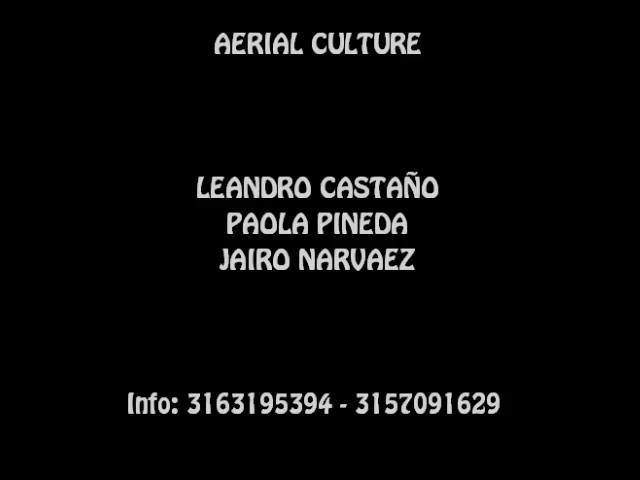 AERIAL CULTURE
LEANDRO CASTAÑO
PAOLA PINEDA
JAIRO NARVAEZ
Info: 3163195394 - 3157091629